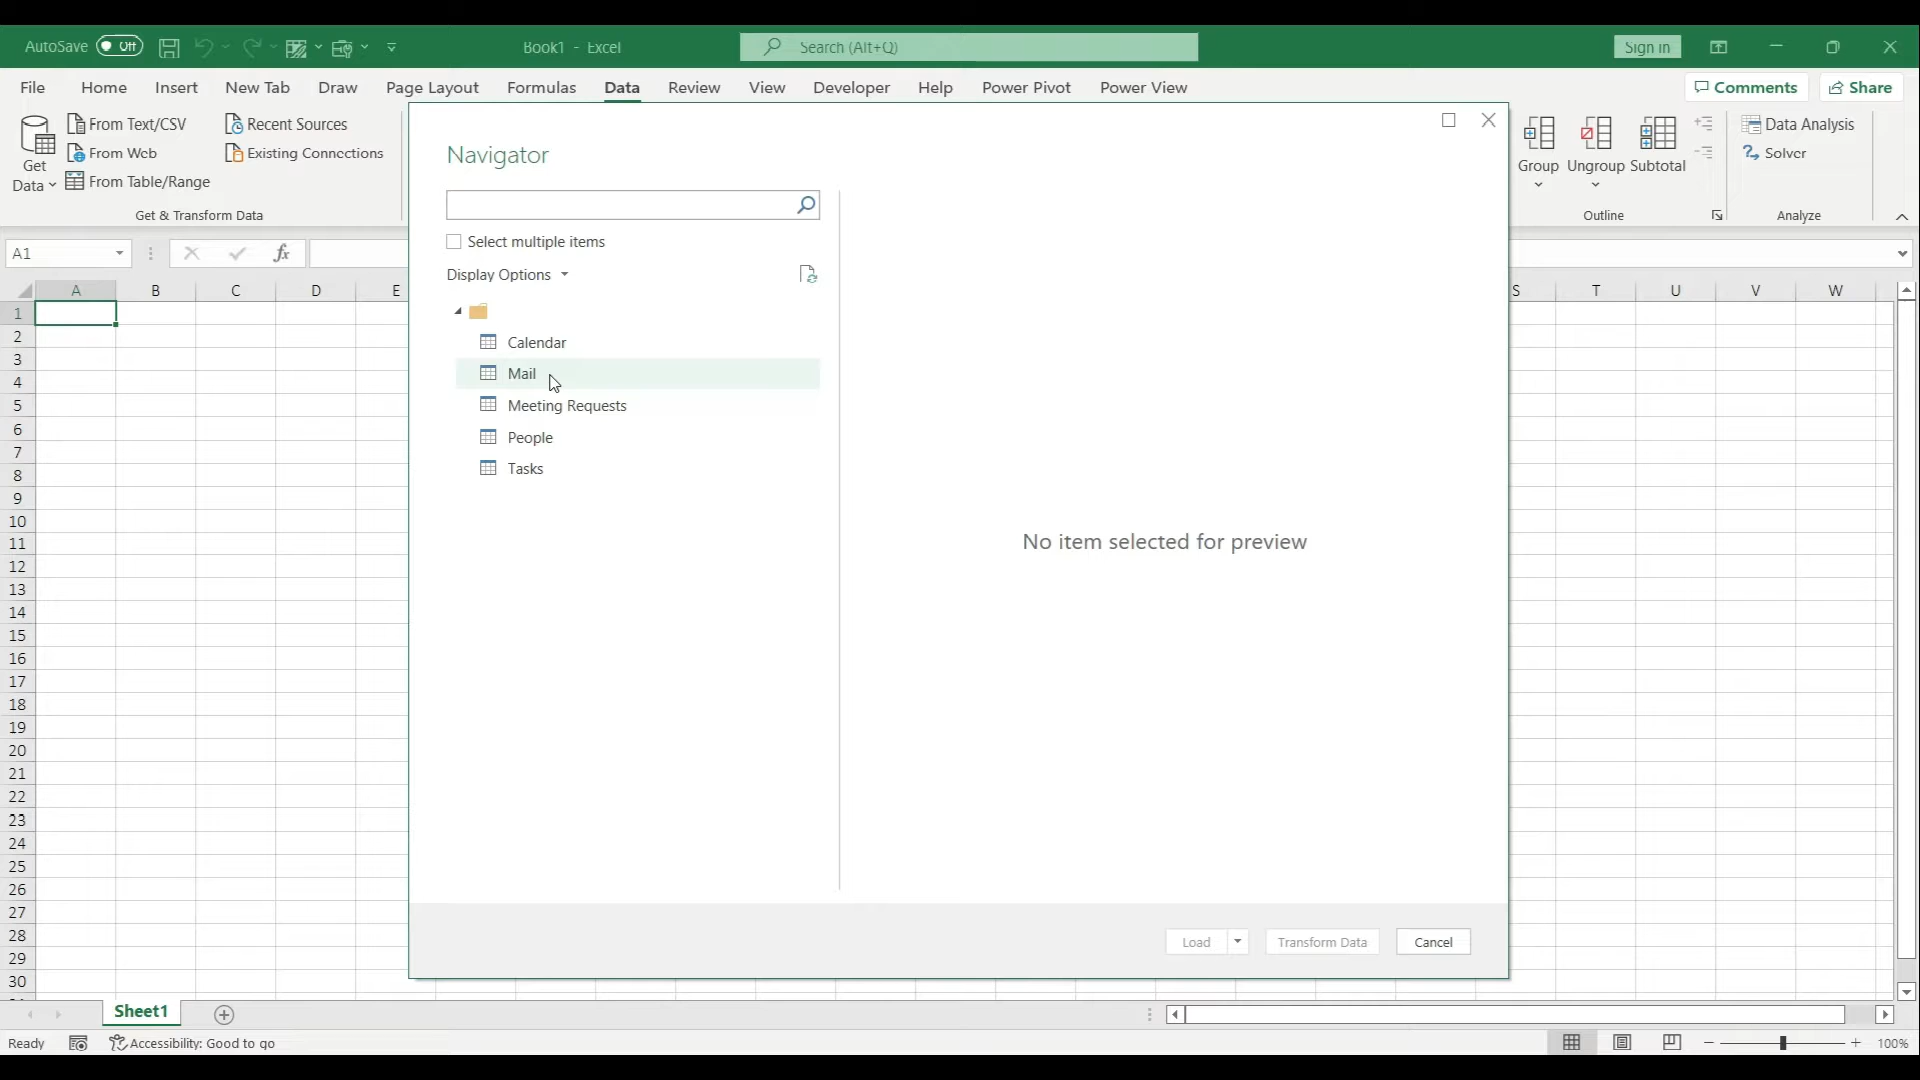 AutoSave Off Book1 - Excel Search (Alt+Q) Sign in
File Home Insert New Tab Draw Page Layout Formulas Data Review View Developer Help Power Pivot Power View Comments Share
Get Data
From Text/CSV
From Web
From Table/Range
Recent Sources
Existing Connections
Get & Transform Data
Group
Ungroup
Subtotal
Outline
Data Analysis
Solver
Analyze
A1 fx
A B C D E S T U V W
1
2
3
4
5
6
7
8
9
10
11
12
13
14
15
16
17
18
19
20
21
22
23
24
25
26
27
28
29
30
Navigator
Select multiple items
Display Options
Calendar
Mail
Meeting Requests
People
Tasks
No item selected for preview
Load Transform Data Cancel
Sheet1
Ready Accessibility: Good to go 100%